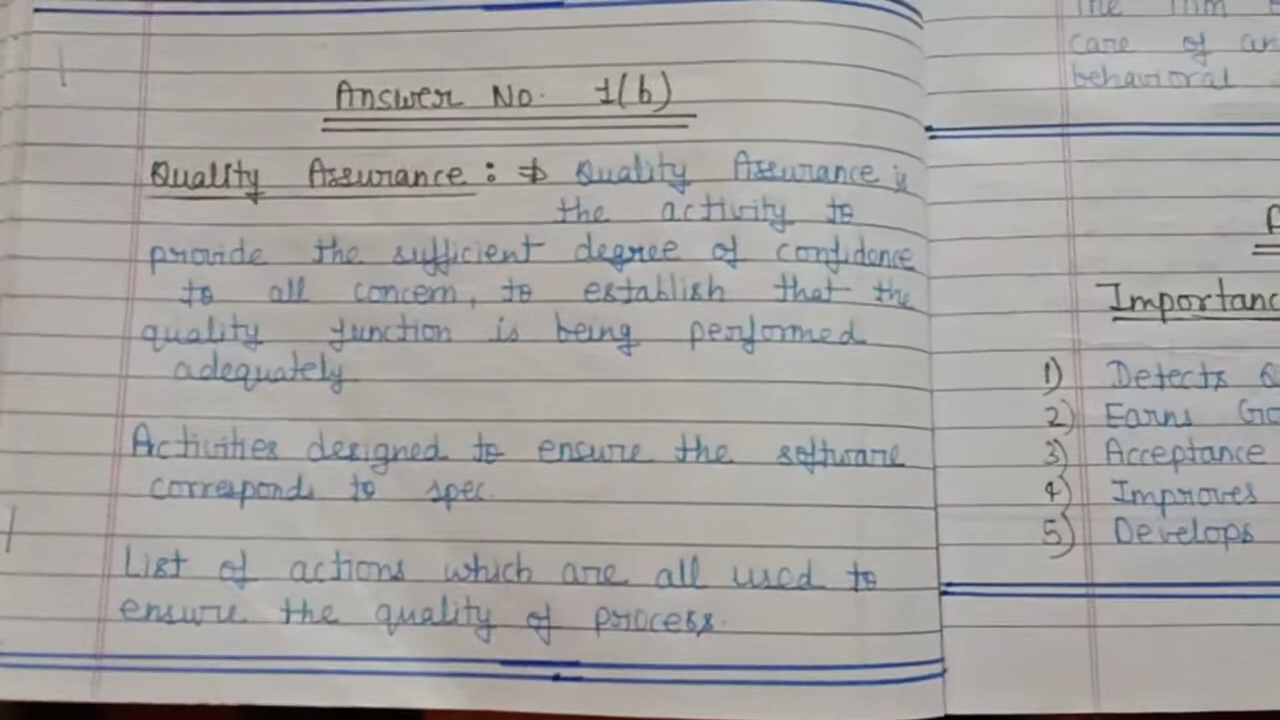 Answer No. 1(b)
Quality Assurance : ⇒ Quality Assurance is
the activity to
provide the sufficient degree of confidence
to all concern, to establish that the
quality function is being performed
adequately
Activities designed to ensure the software
corresponds to spec.
List of actions which are all used to
ensure the quality of process.
care of an
behavioral
Importanc
1) Detects
2) Earns Go
3) Acceptance
4) Improves
5) Develops